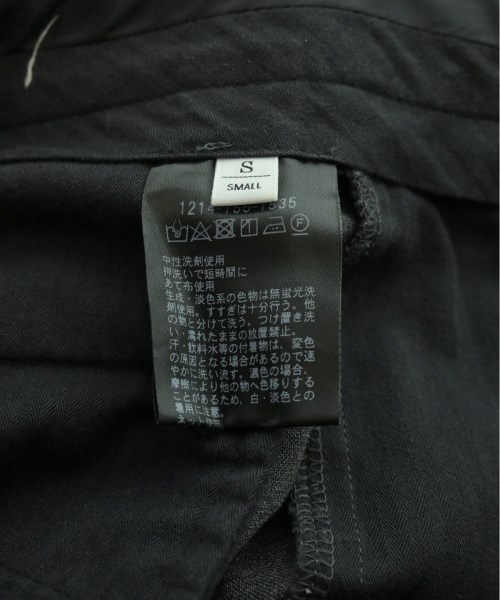 S
SMALL
中性洗剤使用
押洗いで短時間に
あて布使用
生成・淡色系の色物は無蛍光洗
剤使用。すすぎは十分行う。他
の物と分けて洗う。つけ置き洗
い・濡れたままの放置禁止。
汗・飲料水等の付着物は、変色
の原因となる場合があるので速
やかに洗い流す。濃色の場合、
摩擦により他の物へ色移りする
ことがあるため、白・淡色との
着用に注意。